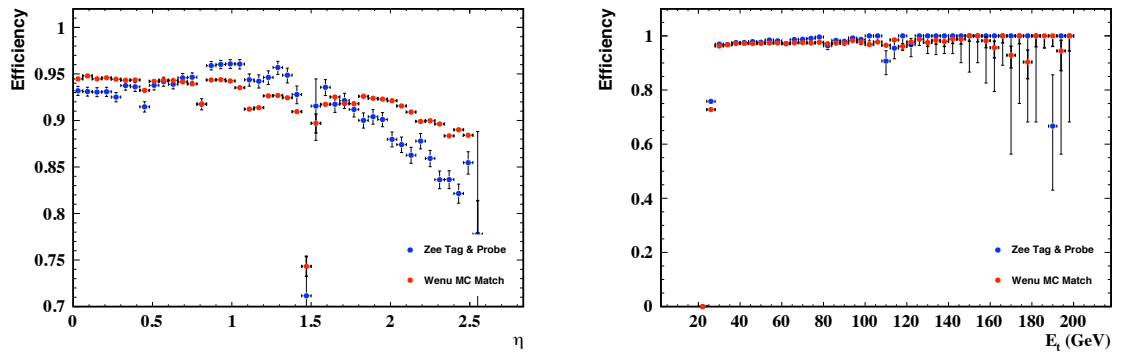 Efficiency
1
0.95
0.9
0.85
0.8
0.75
0.7
0 0.5 1 1.5 2 2.5
η
Zee Tag & Probe
Wenu MC Match
Efficiency
1
0.8
0.6
0.4
0.2
0
20 40 60 80 100 120 140 160 180 200
E_t (GeV)
Zee Tag & Probe
Wenu MC Match